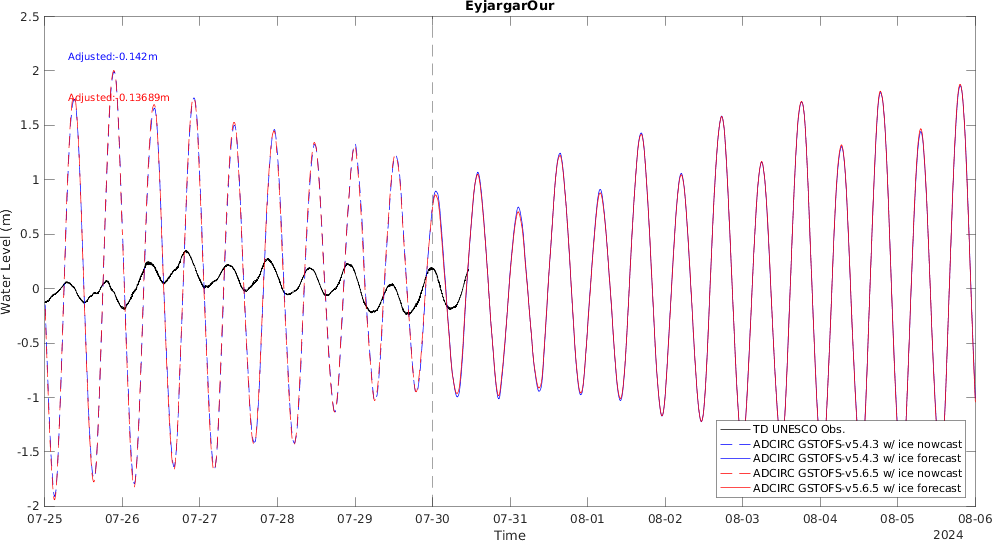 EyjargarOur
Adjusted:-0.142m
Adjusted:-0.13689m
2.5
2
1.5
1
0.5
0
-0.5
-1
-1.5
-2
Water Level (m)
TD UNESCO Obs.
ADCIRC GSTOFS-v5.4.3 w/ ice nowcast
ADCIRC GSTOFS-v5.4.3 w/ ice forecast
ADCIRC GSTOFS-v5.6.5 w/ ice nowcast
ADCIRC GSTOFS-v5.6.5 w/ ice forecast
07-25 07-26 07-27 07-28 07-29 07-30 07-31 08-01 08-02 08-03 08-04 08-05 08-06
Time
2024